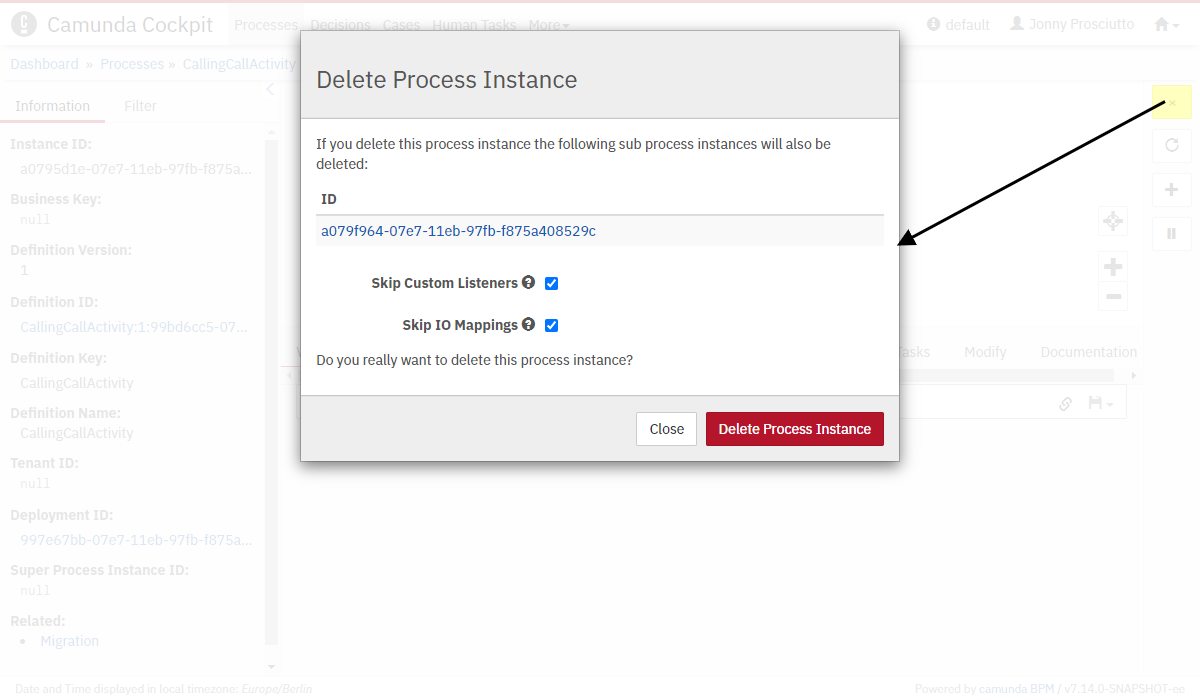 Camunda Cockpit
Processes Decisions Cases Human Tasks More
default Jonny Prosciutto
Dashboard » Processes » CallingCallActivity
Information Filter
Instance ID:
a0795d1e-07e7-11eb-97fb-f875a...
Business Key:
null
Definition Version:
1
Definition ID:
CallingCallActivity:1:99bd6cc5-07...
Definition Key:
CallingCallActivity
Definition Name:
CallingCallActivity
Tenant ID:
null
Deployment ID:
997e67bb-07e7-11eb-97fb-f875a...
Super Process Instance ID:
null
Related:
Migration
Delete Process Instance
If you delete this process instance the following sub process instances will also be
deleted:
ID
a079f964-07e7-11eb-97fb-f875a408529c
Skip Custom Listeners
Skip IO Mappings
Do you really want to delete this process instance?
Close Delete Process Instance
Tasks Modify Documentation
Date and Time displayed in local timezone: Europe/Berlin
Powered by camunda BPM / v7.14.0-SNAPSHOT-ee